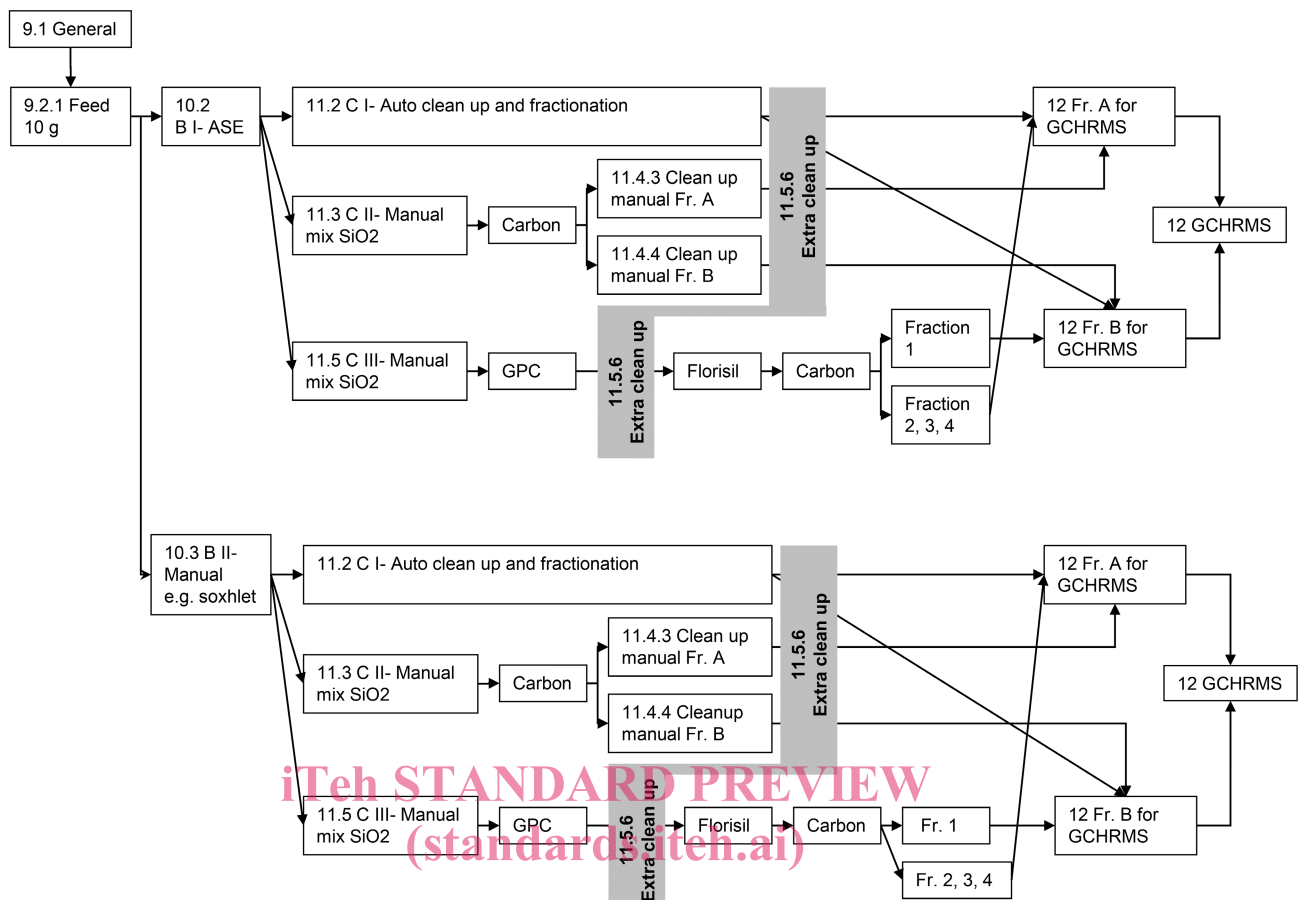 9.1 General
9.2.1 Feed
10 g
10.2
B I- ASE
11.2 C I- Auto clean up and fractionation
11.3 C II- Manual
mix SiO2
Carbon
11.4.3 Clean up
manual Fr. A
11.4.4 Clean up
manual Fr. B
11.5.6
Extra clean up
12 Fr. A for
GCHRMS
12 GCHRMS
12 Fr. B for
GCHRMS
11.5 C III- Manual
mix SiO2
GPC
11.5.6
Extra clean up
Florisil
Carbon
Fraction
1
Fraction
2, 3, 4
10.3 B II-
Manual
e.g. soxhlet
11.2 C I- Auto clean up and fractionation
11.3 C II- Manual
mix SiO2
Carbon
11.4.3 Clean up
manual Fr. A
11.4.4 Cleanup
manual Fr. B
11.5.6
Extra clean up
12 Fr. A for
GCHRMS
12 GCHRMS
12 Fr. B for
GCHRMS
iTeh STANDARD PREVIEW
(standards.iteh.ai)
11.5 C III- Manual
mix SiO2
GPC
11.5.6
Extra clean up
Florisil
Carbon
Fr. 1
Fr. 2, 3, 4